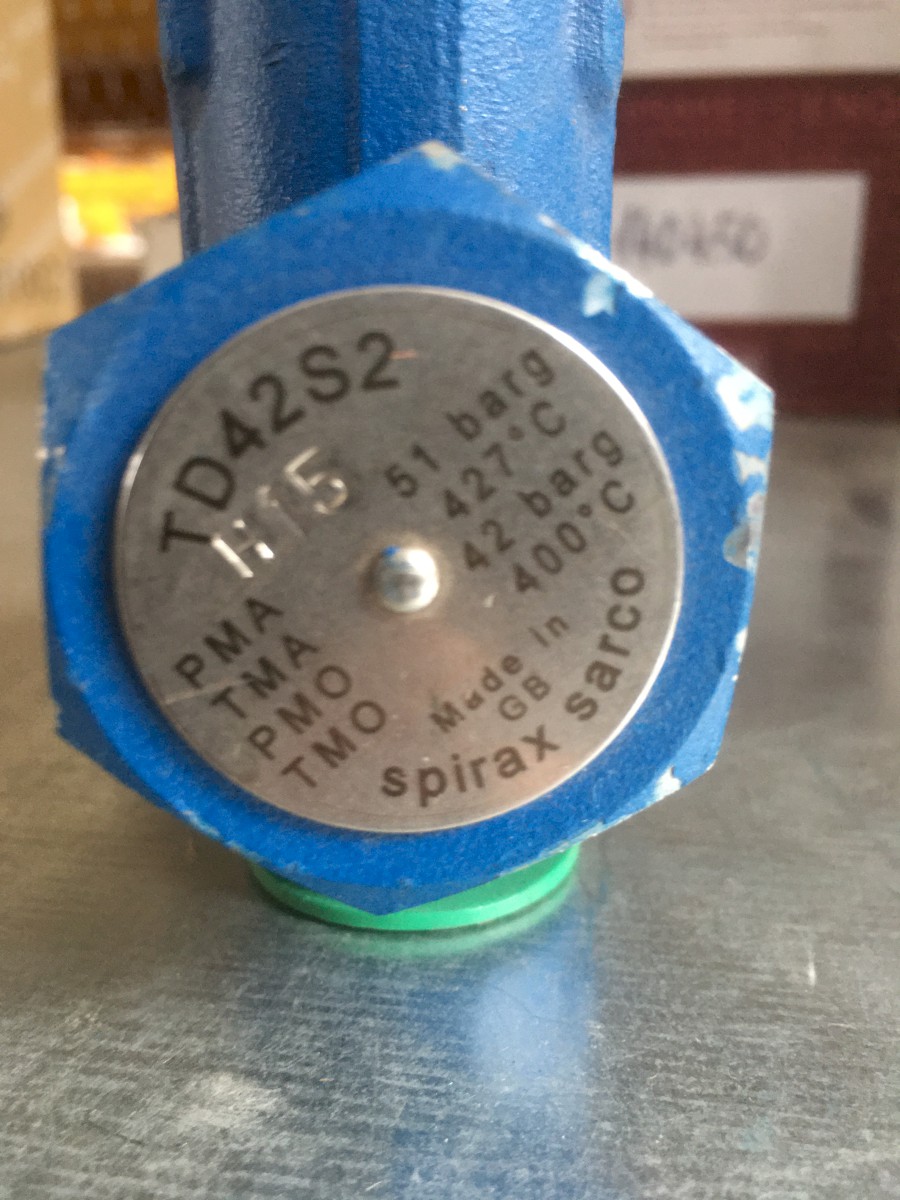 TD42S2
H15
PMA 51 barg
TMA 427°C
PMO 42 barg
TMO 400°C
Made in
GB
spirax sarco